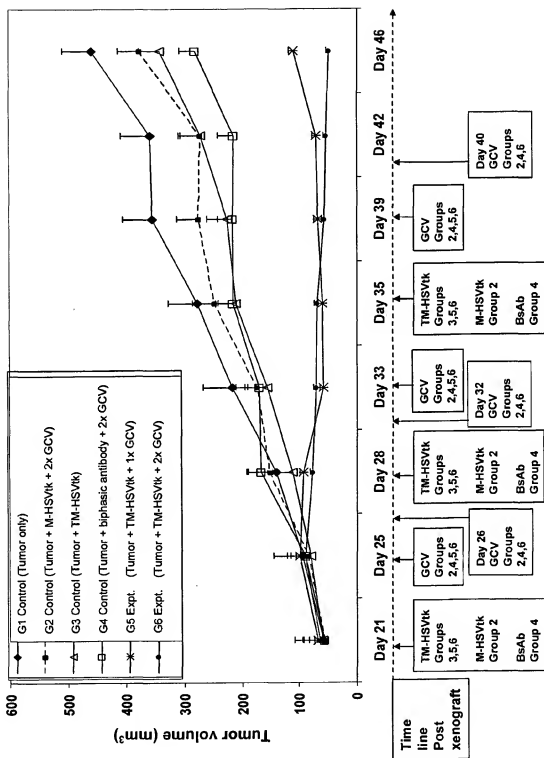 600
500
400
300
200
100
0
Tumor volume (mm³)
G1 Control (Tumor only)
G2 Control (Tumor + M-HSVtk + 2x GCV)
G3 Control (Tumor + TM-HSVtk)
G4 Control (Tumor + biphasic antibody + 2x GCV)
G5 Expt. (Tumor + TM-HSVtk + 1x GCV)
G6 Expt. (Tumor + TM-HSVtk + 2x GCV)
Day 21
Day 25
Day 28
Day 33
Day 35
Day 39
Day 42
Day 46
Time
line
Post
xenograft
TM-HSVtk
Groups
3,5,6
M-HSVtk
Group 2
BsAb
Group 4
GCV
Groups
2,4,5,6
Day 26
GCV
Groups
2,4,6
TM-HSVtk
Groups
3,5,6
M-HSVtk
Group 2
BsAb
Group 4
Day 32
GCV
Groups
2,4,6
GCV
Groups
2,4,5,6
TM-HSVtk
Groups
3,5,6
M-HSVtk
Group 2
BsAb
Group 4
GCV
Groups
2,4,5,6
Day 40
GCV
Groups
2,4,6